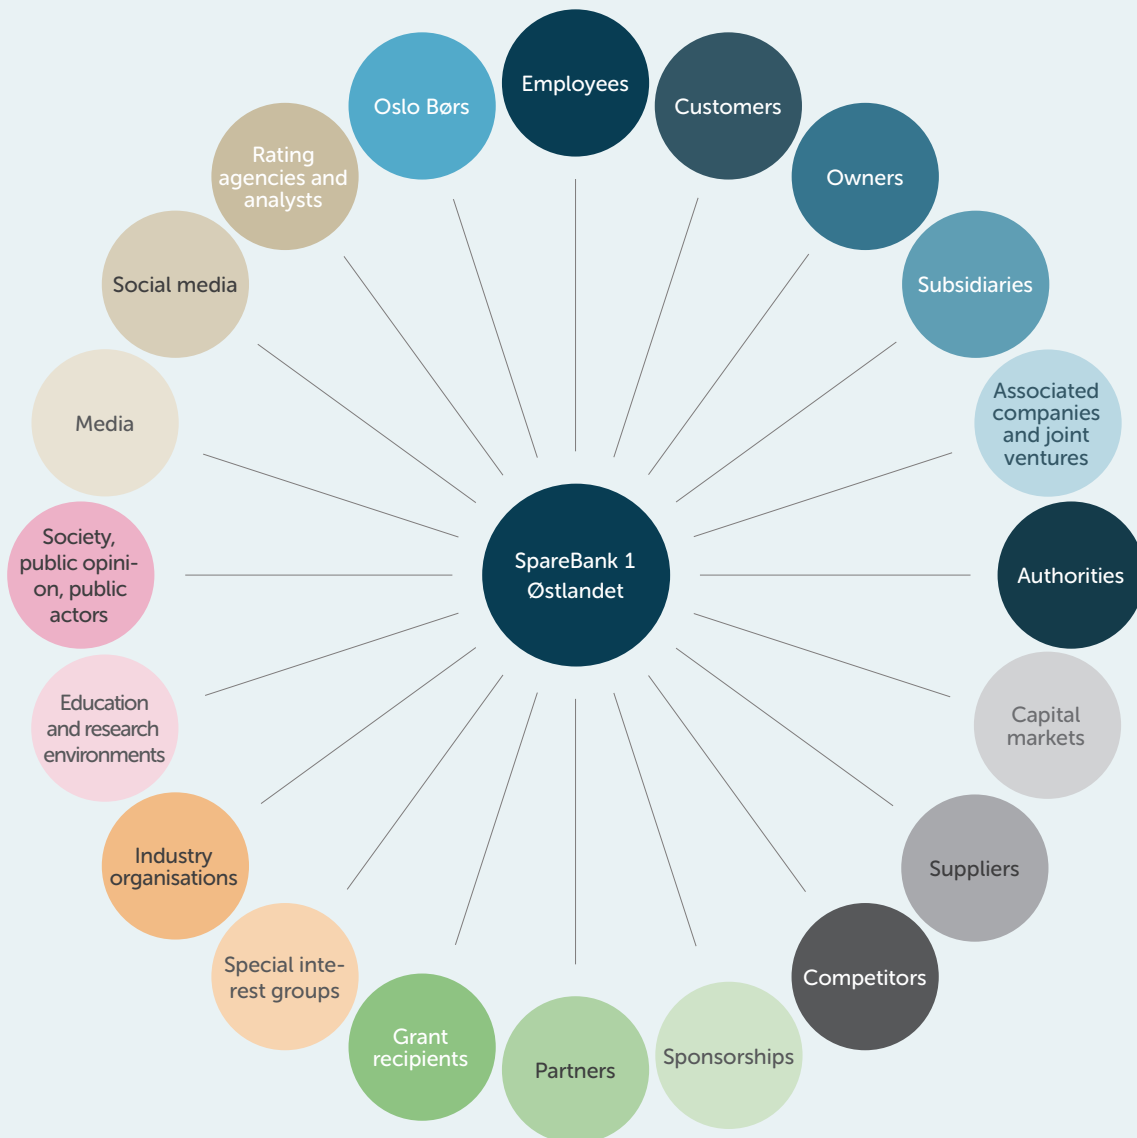 Employees
Customers
Owners
Subsidiaries
Associated
companies
and joint
ventures
Authorities
Capital
markets
Suppliers
Competitors
Sponsorships
Partners
Grant
recipients
Special inte-
rest groups
Industry
organisations
Education
and research
environments
Society,
public opini-
on, public
actors
Media
Social media
Rating
agencies and
analysts
Oslo Børs
SpareBank 1
Østlandet